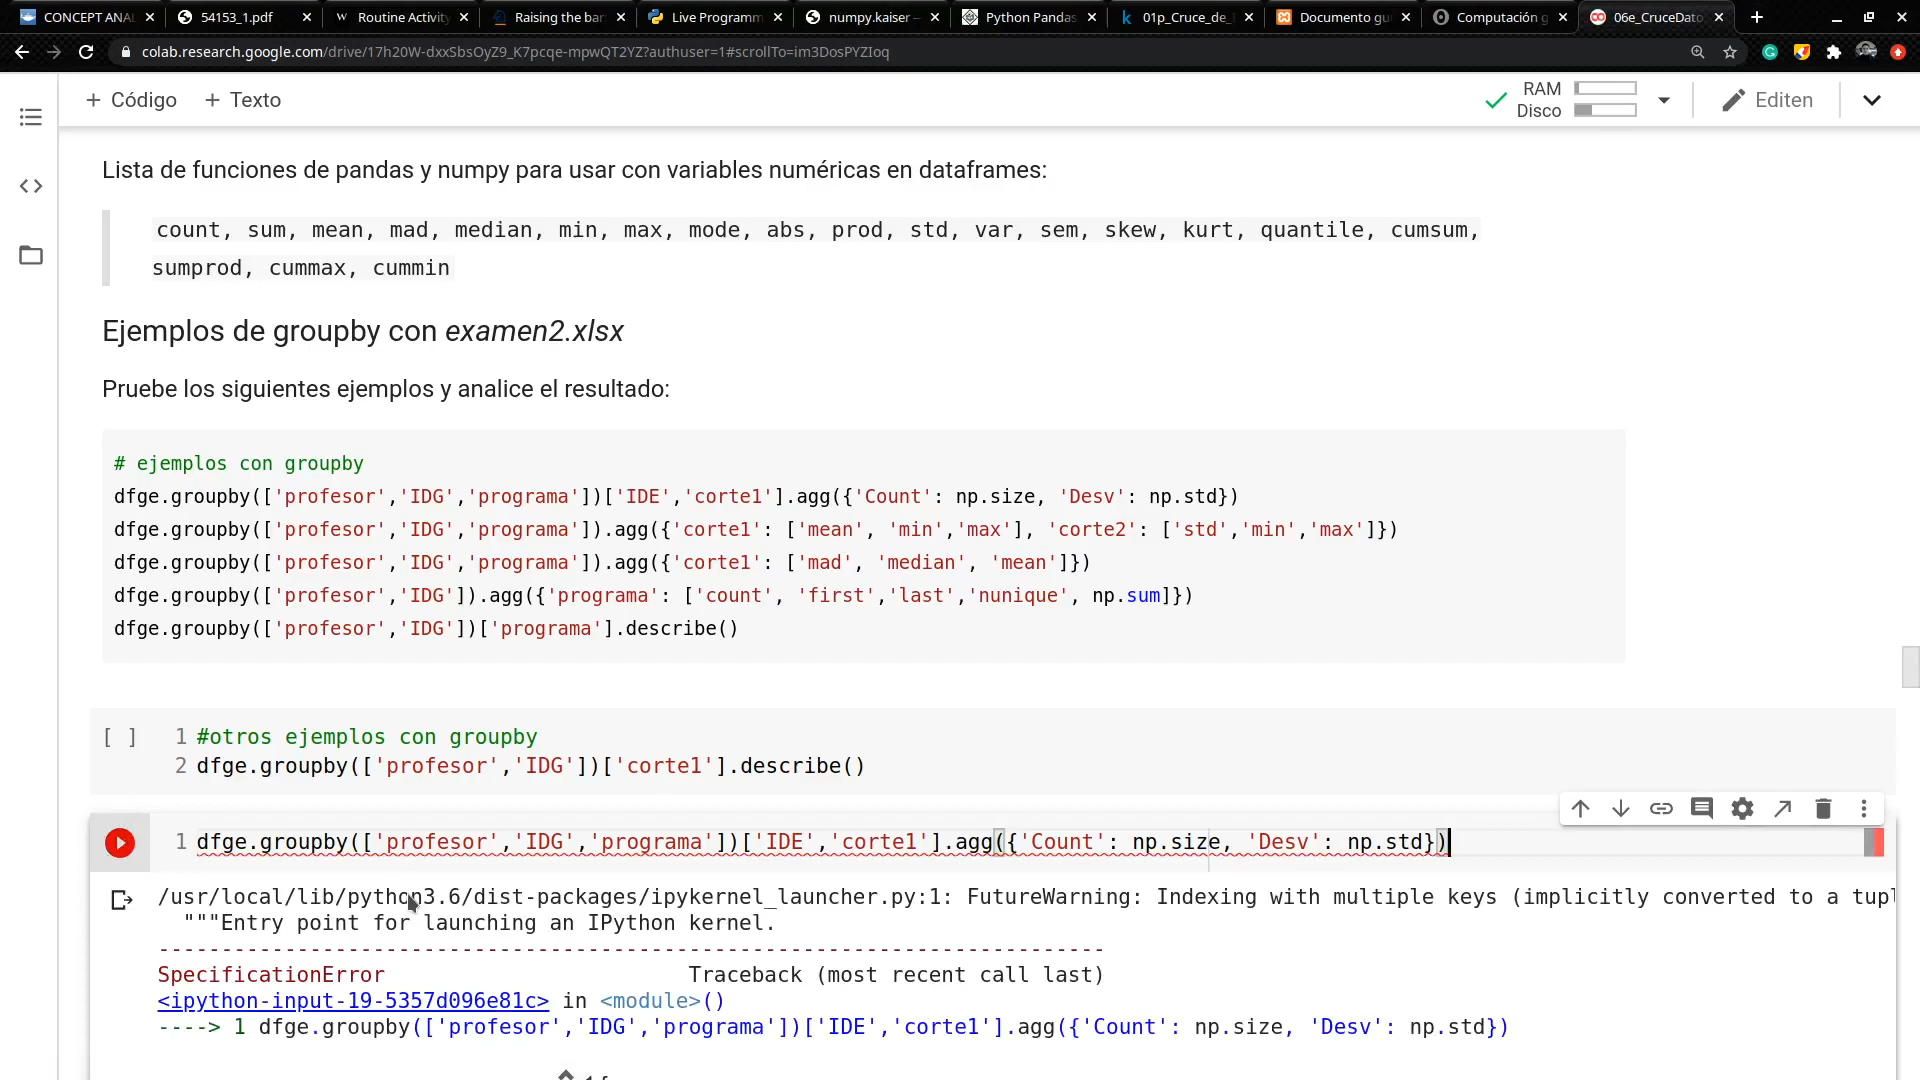 CONCEPT ANAL
54153_1.pdf
Routine Activity
Raising the bar
Live Programm
numpy.kaiser –
Python Pandas
01p_Cruce_de_
Documento gu
Computación g
06e_CruceDato
colab.research.google.com/drive/17h20W-dxxSbsOyZ9_K7pcqe-mpwQT2YZ?authuser=1#scrollTo=im3DosPYZIoq
+ Código + Texto
RAM
Disco
Editen
Lista de funciones de pandas y numpy para usar con variables numéricas en dataframes:
count, sum, mean, mad, median, min, max, mode, abs, prod, std, var, sem, skew, kurt, quantile, cumsum,
sumprod, cummax, cummin
Ejemplos de groupby con examen2.xlsx
Pruebe los siguientes ejemplos y analice el resultado:
# ejemplos con groupby
dfge.groupby(['profesor','IDG','programa'])['IDE','corte1'].agg({'Count': np.size, 'Desv': np.std})
dfge.groupby(['profesor','IDG','programa']).agg({'corte1': ['mean', 'min','max'], 'corte2': ['std','min','max']})
dfge.groupby(['profesor','IDG','programa']).agg({'corte1': ['mad', 'median', 'mean']})
dfge.groupby(['profesor','IDG']).agg({'programa': ['count', 'first','last','nunique', np.sum]})
dfge.groupby(['profesor','IDG'])['programa'].describe()
[ ] 1 #otros ejemplos con groupby
2 dfge.groupby(['profesor','IDG'])['corte1'].describe()
1 dfge.groupby(['profesor','IDG','programa'])['IDE','corte1'].agg({'Count': np.size, 'Desv': np.std})
/usr/local/lib/python3.6/dist-packages/ipykernel_launcher.py:1: FutureWarning: Indexing with multiple keys (implicitly converted to a tupl
"""Entry point for launching an IPython kernel.
---------------------------------------------------------------------------
SpecificationError Traceback (most recent call last)
<ipython-input-19-5357d096e81c> in <module>()
----> 1 dfge.groupby(['profesor','IDG','programa'])['IDE','corte1'].agg({'Count': np.size, 'Desv': np.std})